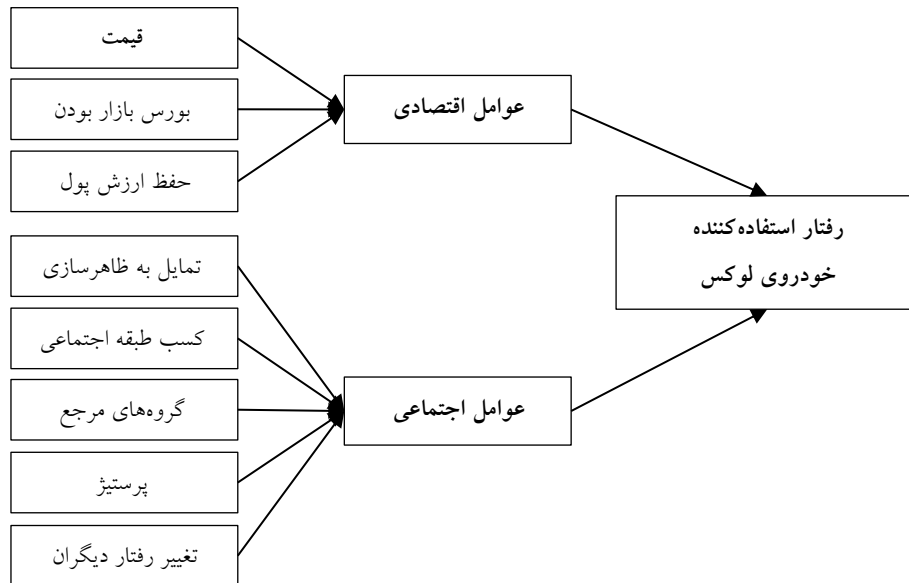 قیمت
بورس بازار بودن
حفظ ارزش پول
تمایل به ظاهرسازی
کسب طبقه اجتماعی
گروه‌های مرجع
پرستیژ
تغییر رفتار دیگران
عوامل اقتصادی
عوامل اجتماعی
رفتار استفاده‌کننده
خودروی لوکس